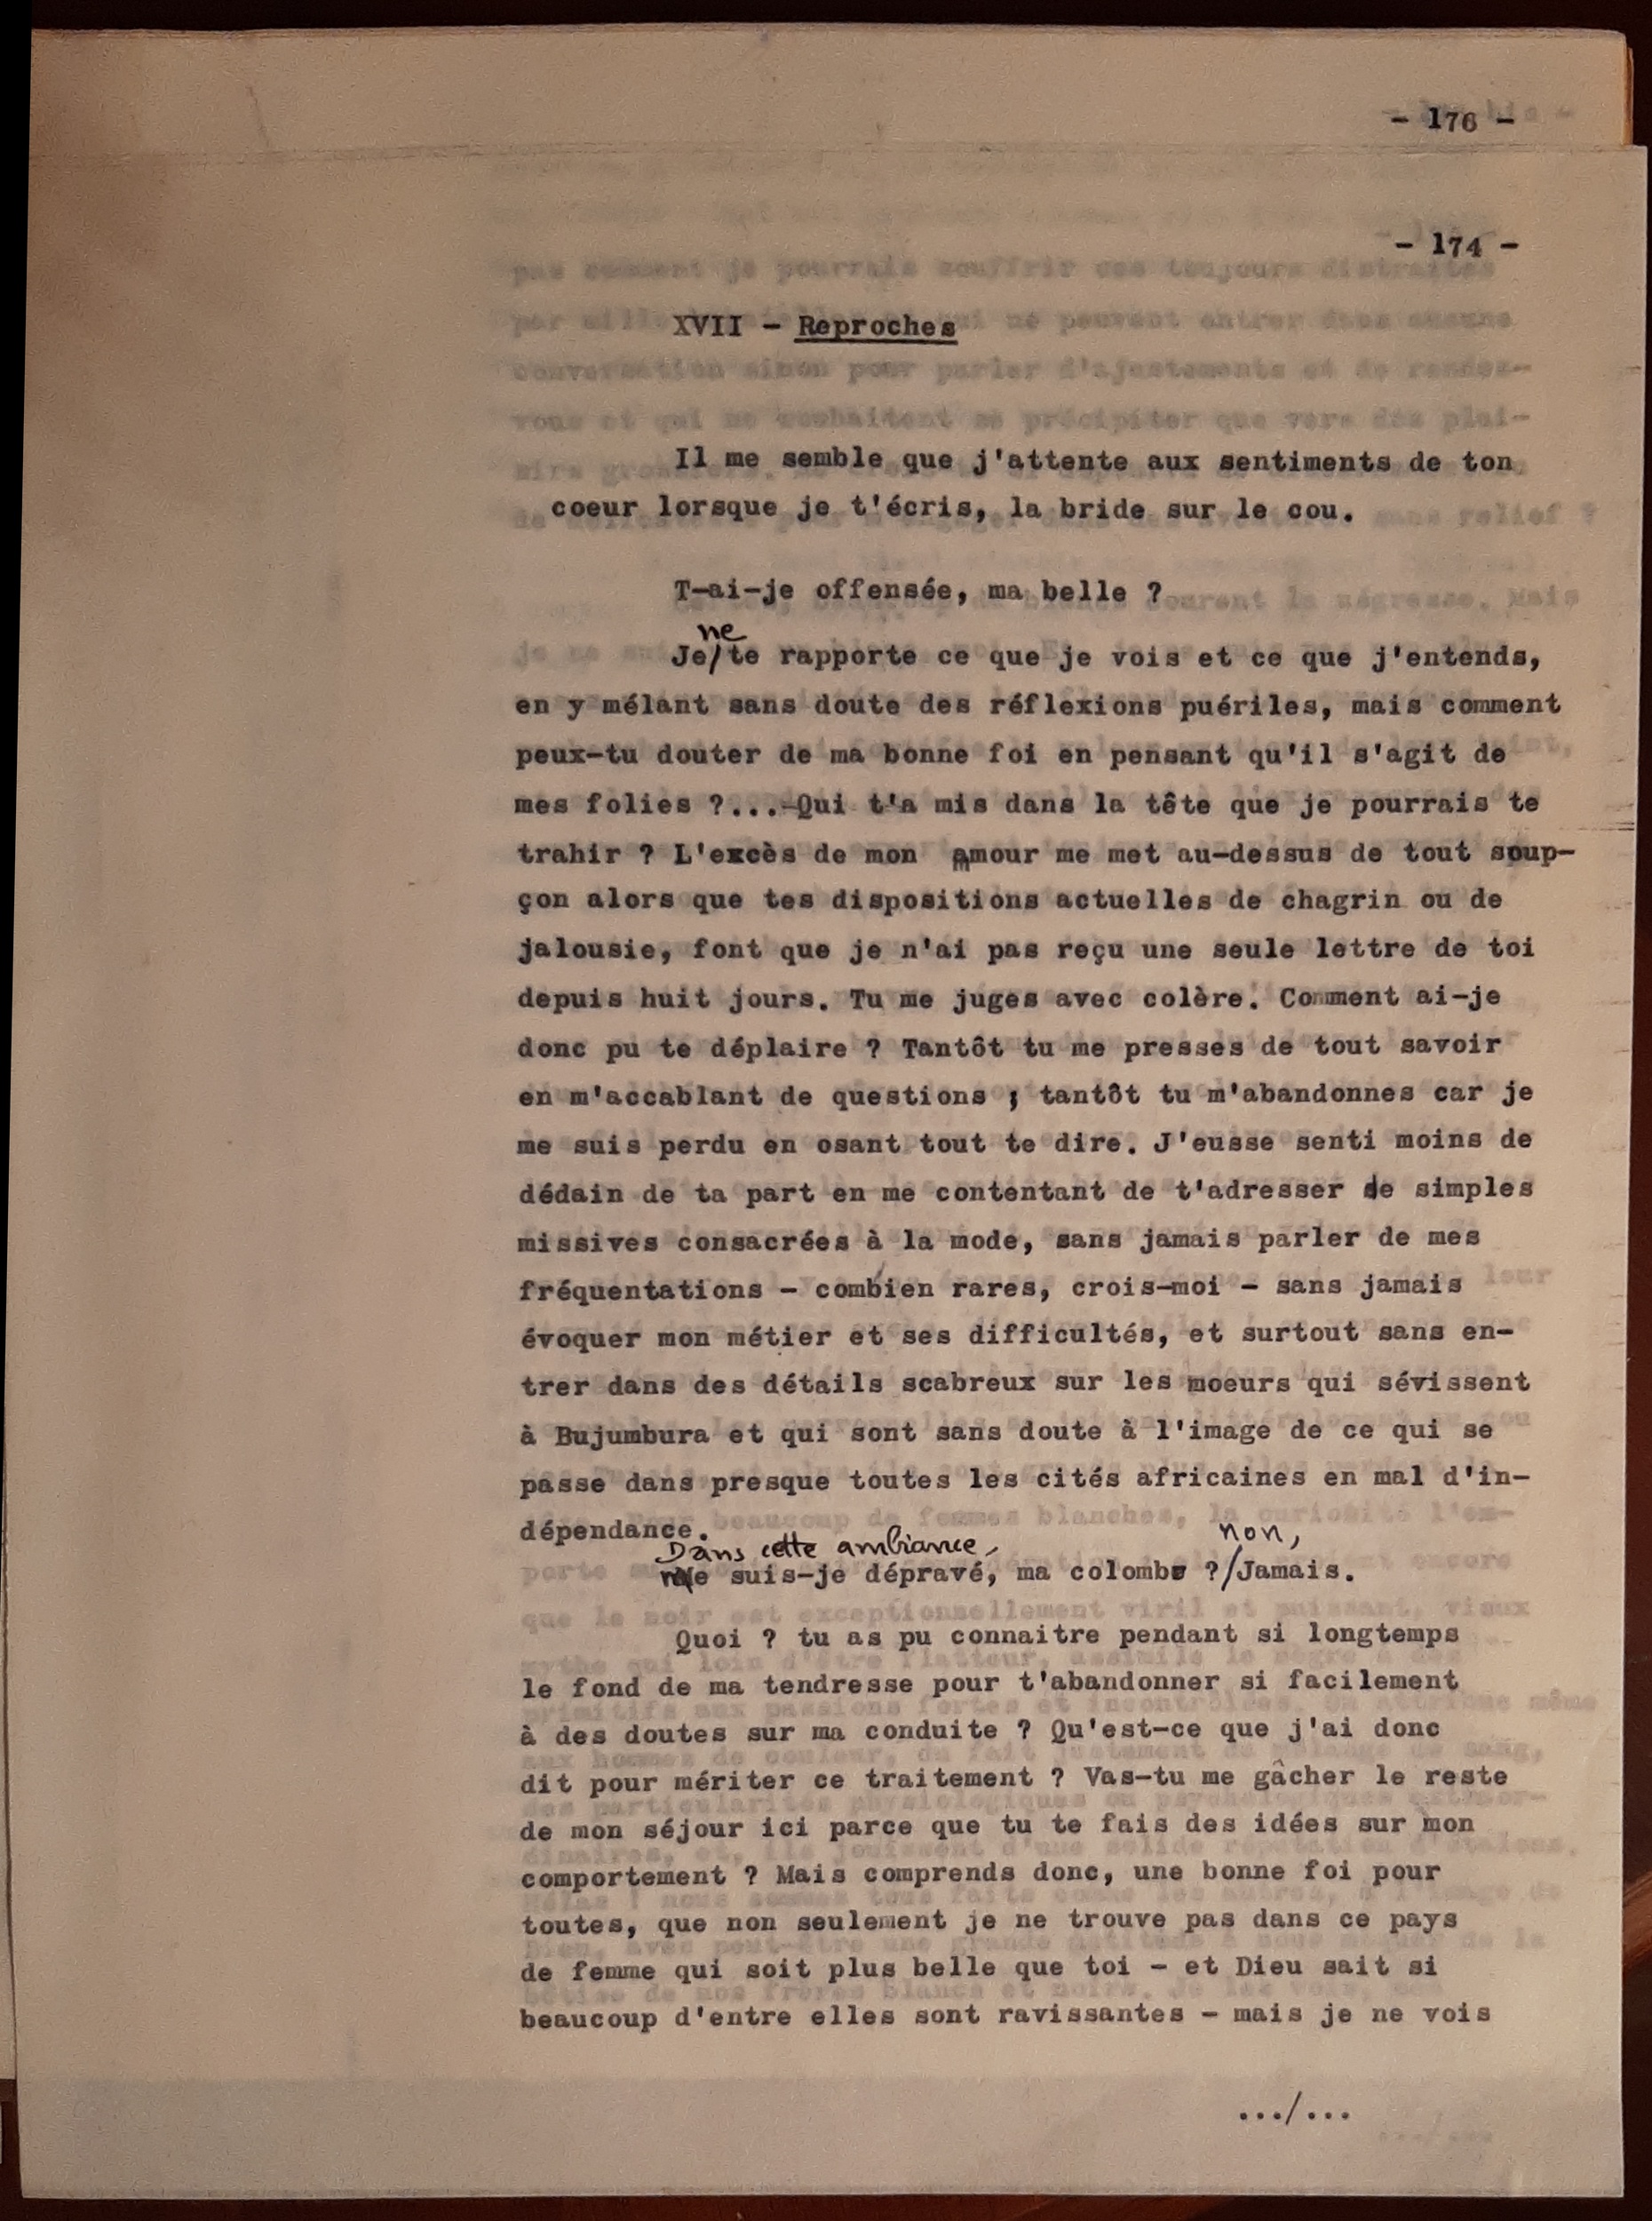 - 176 -
- 174 -
XVII - Reproches
Il me semble que j'attente aux sentiments de ton
coeur lorsque je t'écris, la bride sur le cou.
T-ai-je offensée, ma belle ?
ne
Je/te rapporte ce que je vois et ce que j'entends,
en y mélant sans doute des réflexions puériles, mais comment
peux-tu douter de ma bonne foi en pensant qu'il s'agit de
mes folies ?...-Qui t'a mis dans la tête que je pourrais te
trahir ? L'excès de mon amour me met au-dessus de tout soup-
çon alors que tes dispositions actuelles de chagrin ou de
jalousie, font que je n'ai pas reçu une seule lettre de toi
depuis huit jours. Tu me juges avec colère. Comment ai-je
donc pu te déplaire ? Tantôt tu me presses de tout savoir
en m'accablant de questions ; tantôt tu m'abandonnes car je
me suis perdu en osant tout te dire. J'eusse senti moins de
dédain de ta part en me contentant de t'adresser de simples
missives consacrées à la mode, sans jamais parler de mes
fréquentations - combien rares, crois-moi - sans jamais
évoquer mon métier et ses difficultés, et surtout sans en-
trer dans des détails scabreux sur les moeurs qui sévissent
à Bujumbura et qui sont sans doute à l'image de ce qui se
passe dans presque toutes les cités africaines en mal d'in-
dépendance.
Dans cette ambiance, non,
me suis-je dépravé, ma colombe ?/Jamais.
Quoi ? tu as pu connaitre pendant si longtemps
le fond de ma tendresse pour t'abandonner si facilement
à des doutes sur ma conduite ? Qu'est-ce que j'ai donc
dit pour mériter ce traitement ? Vas-tu me gâcher le reste
de mon séjour ici parce que tu te fais des idées sur mon
comportement ? Mais comprends donc, une bonne foi pour
toutes, que non seulement je ne trouve pas dans ce pays
de femme qui soit plus belle que toi - et Dieu sait si
beaucoup d'entre elles sont ravissantes - mais je ne vois
.../...